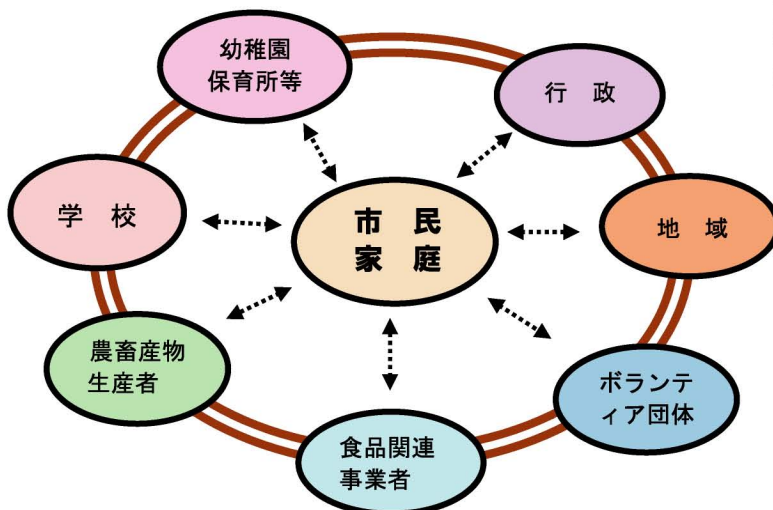 幼稚園
保育所等
行　政
学　校
市　民
家　庭
地　域
農畜産物
生産者
ボランテ
ィア団体
食品関連
事業者